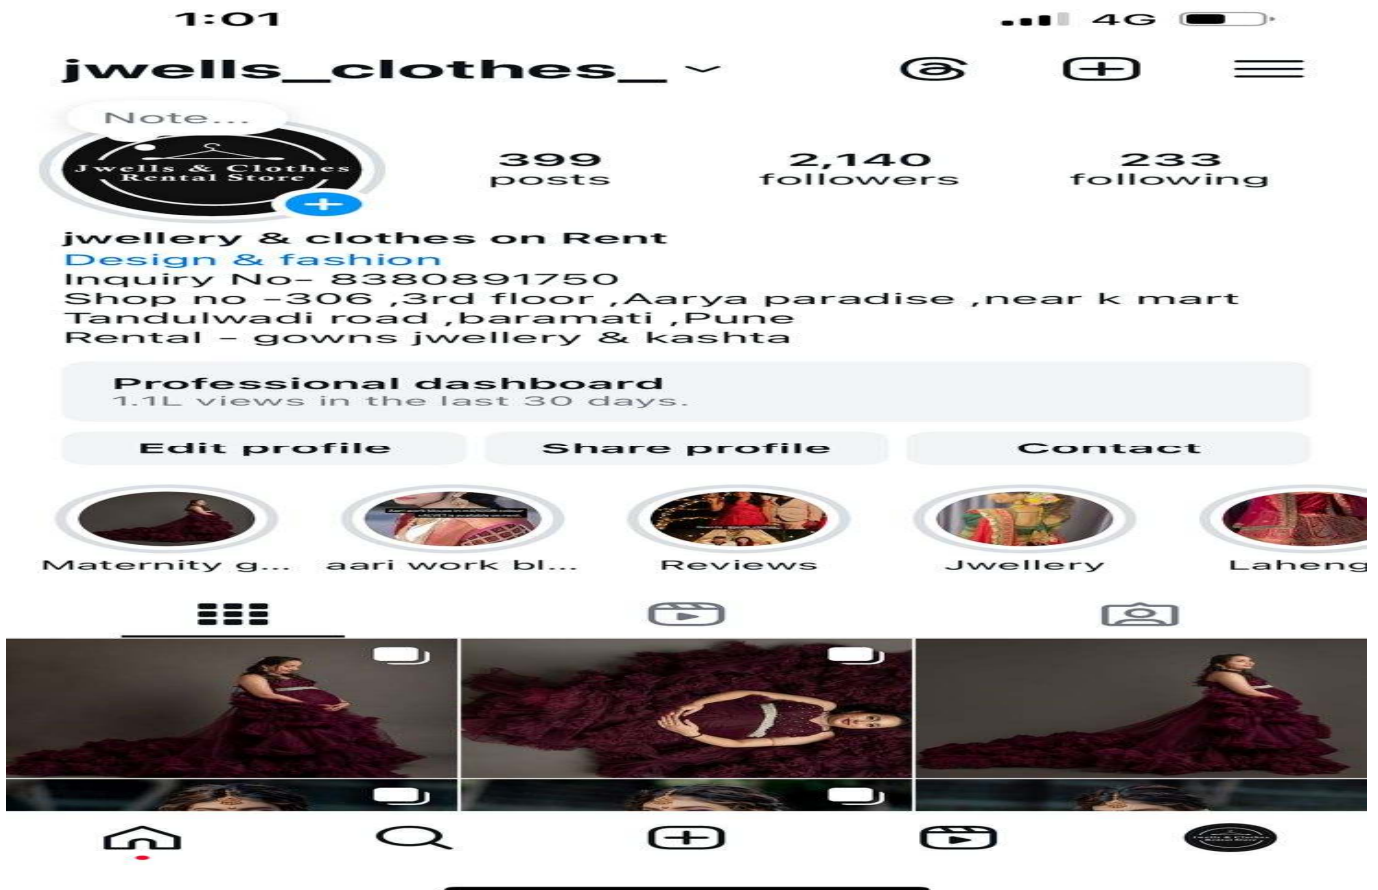 1:01
4G
jwells_clothes_
Note...
Jwells & Clothes
Rental Store
399
posts
2,140
followers
233
following
jwellery & clothes on Rent
Design & fashion
Inquiry No- 8380891750
Shop no -306 ,3rd floor ,Aarya paradise ,near k mart
Tandulwadi road ,baramati ,Pune
Rental - gowns jwellery & kashta
Professional dashboard
1.1L views in the last 30 days.
Edit profile
Share profile
Contact
Maternity g...
aari work bl...
Reviews
Jwellery
Laheng